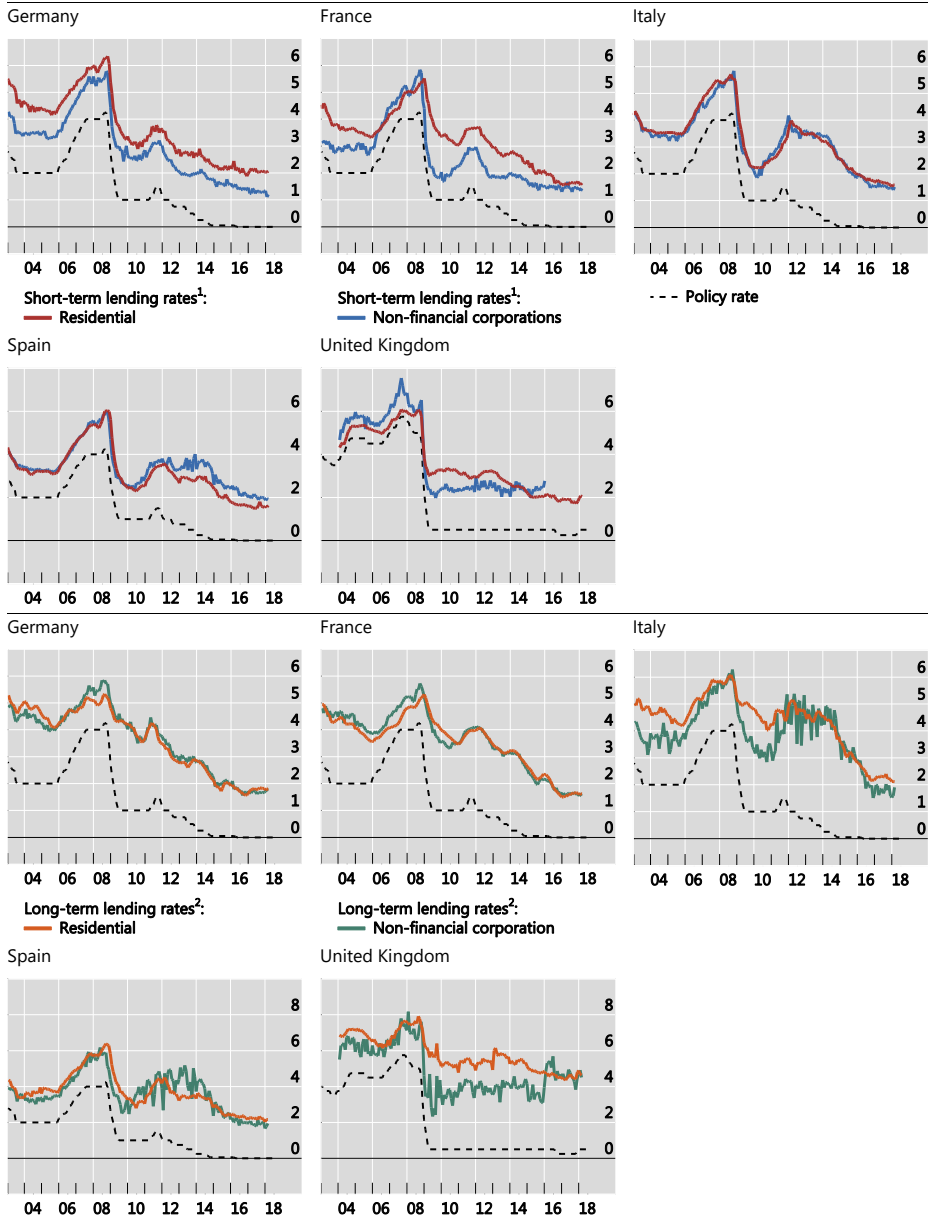 Germany
France
Italy
6
5
4
3
2
1
0
04 06 08 10 12 14 16 18
6
5
4
3
2
1
0
04 06 08 10 12 14 16 18
6
5
4
3
2
1
0
04 06 08 10 12 14 16 18
Short-term lending rates1:
Residential
Short-term lending rates1:
Non-financial corporations
Policy rate
Spain
United Kingdom
6
4
2
0
04 06 08 10 12 14 16 18
6
4
2
0
04 06 08 10 12 14 16 18
Germany
France
Italy
6
5
4
3
2
1
0
04 06 08 10 12 14 16 18
6
5
4
3
2
1
0
04 06 08 10 12 14 16 18
6
5
4
3
2
1
0
04 06 08 10 12 14 16 18
Long-term lending rates2:
Residential
Long-term lending rates2:
Non-financial corporation
Spain
United Kingdom
8
6
4
2
0
04 06 08 10 12 14 16 18
8
6
4
2
0
04 06 08 10 12 14 16 18